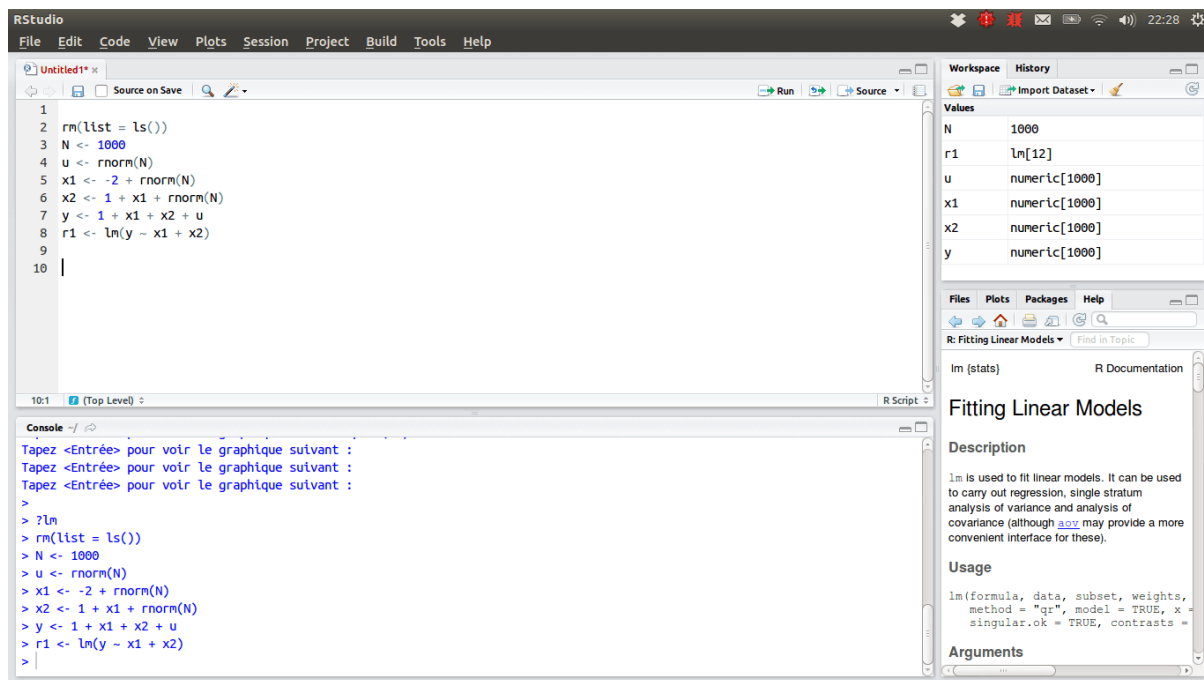 RStudio
22:28
File Edit Code View Plots Session Project Build Tools Help
Untitled1*
Source on Save
Run
Source
1
2 rm(list = ls())
3 N <- 1000
4 u <- rnorm(N)
5 x1 <- -2 + rnorm(N)
6 x2 <- 1 + x1 + rnorm(N)
7 y <- 1 + x1 + x2 + u
8 r1 <- lm(y ~ x1 + x2)
9
10
10:1 (Top Level) R Script
Console ~/
Tapez <Entrée> pour voir le graphique suivant :
Tapez <Entrée> pour voir le graphique suivant :
Tapez <Entrée> pour voir le graphique suivant :
>
> ?lm
> rm(list = ls())
> N <- 1000
> u <- rnorm(N)
> x1 <- -2 + rnorm(N)
> x2 <- 1 + x1 + rnorm(N)
> y <- 1 + x1 + x2 + u
> r1 <- lm(y ~ x1 + x2)
>
Workspace History
Import Dataset
Values
N 1000
r1 lm[12]
u numeric[1000]
x1 numeric[1000]
x2 numeric[1000]
y numeric[1000]
Files Plots Packages Help
R: Fitting Linear Models Find in Topic
lm {stats} R Documentation
Fitting Linear Models
Description
lm is used to fit linear models. It can be used
to carry out regression, single stratum
analysis of variance and analysis of
covariance (although aov may provide a more
convenient interface for these).
Usage
lm(formula, data, subset, weights,
method = "qr", model = TRUE, x =
singular.ok = TRUE, contrasts =
Arguments